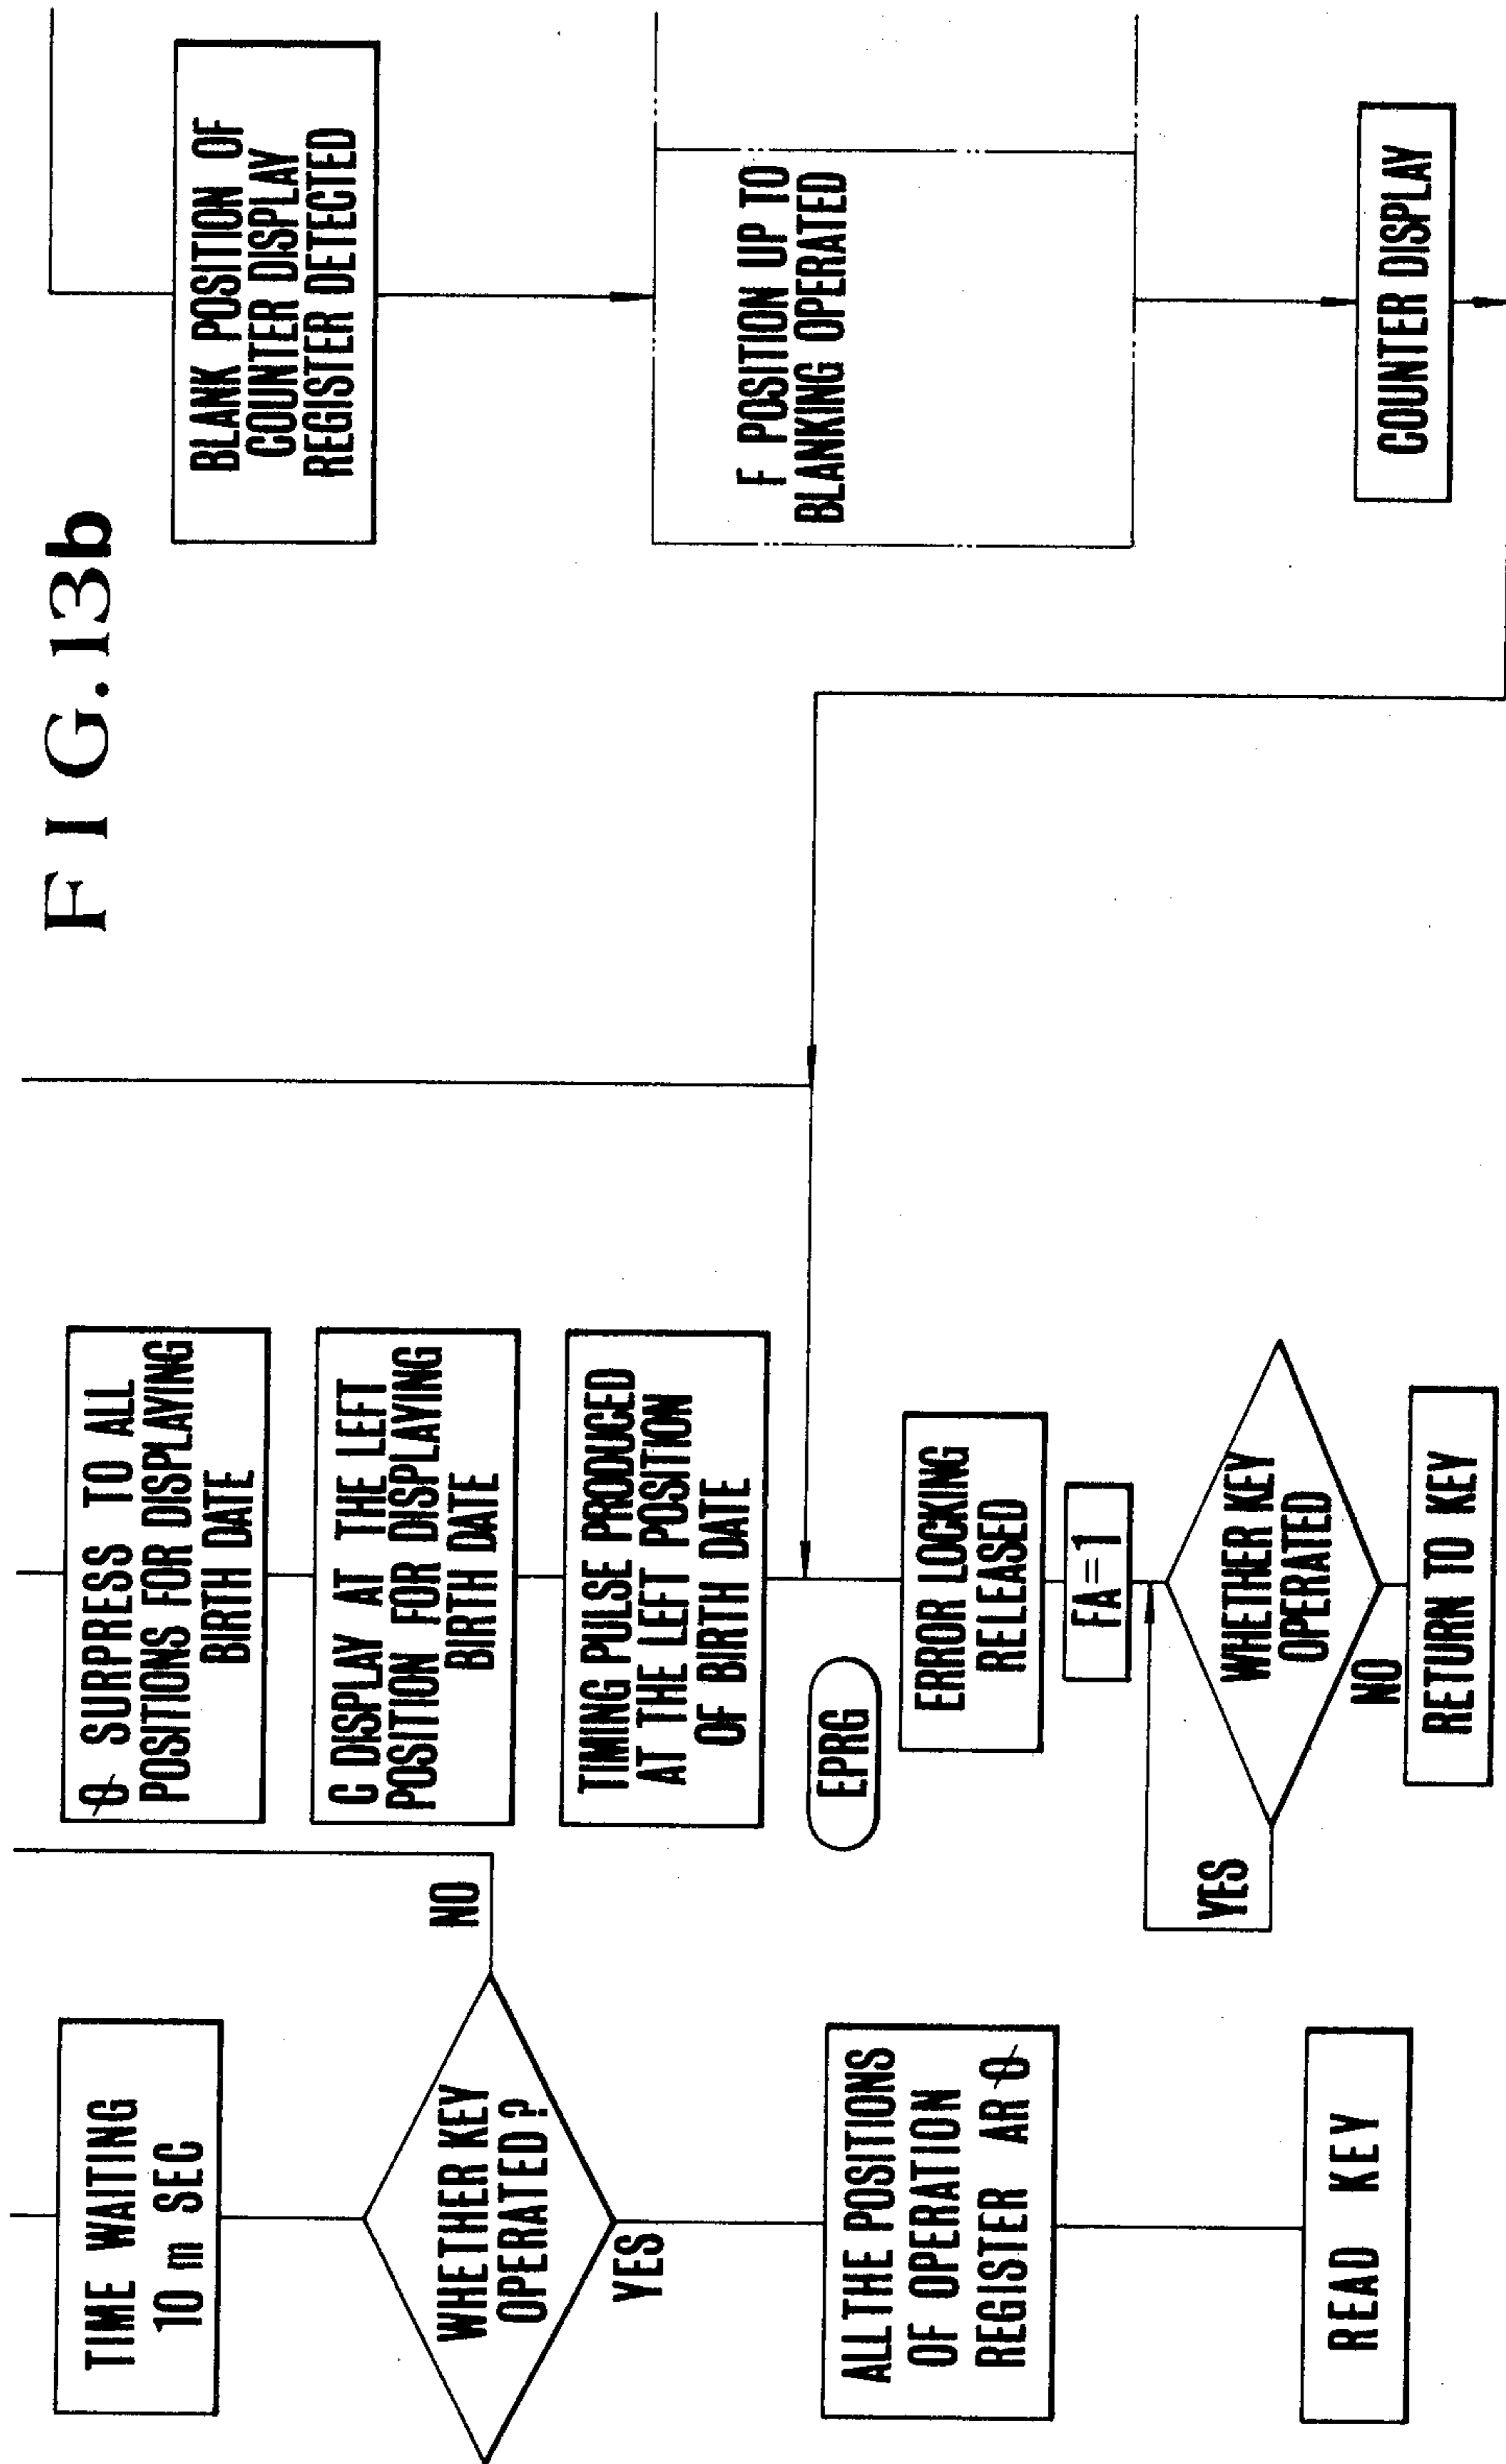 FIG.13b
TIME WAITING
10 m SEC
WHETHER KEY
OPERATED?
NO
YES
ALL THE POSITIONS
OF OPERATION
REGISTER AR 0
READ KEY
0 SURPRESS TO ALL
POSITIONS FOR DISPLAYING
BIRTH DATE
C DISPLAY AT THE LEFT
POSITION FOR DISPLAYING
BIRTH DATE
TIMING PULSE PRODUCED
AT THE LEFT POSITION
OF BIRTH DATE
EPRG
ERROR LOCKING
RELEASED
FA=1
WHETHER KEY
OPERATED
YES
NO
RETURN TO KEY
BLANK POSITION OF
COUNTER DISPLAY
REGISTER DETECTED
F POSITION UP TO
BLANKING OPERATED
COUNTER DISPLAY